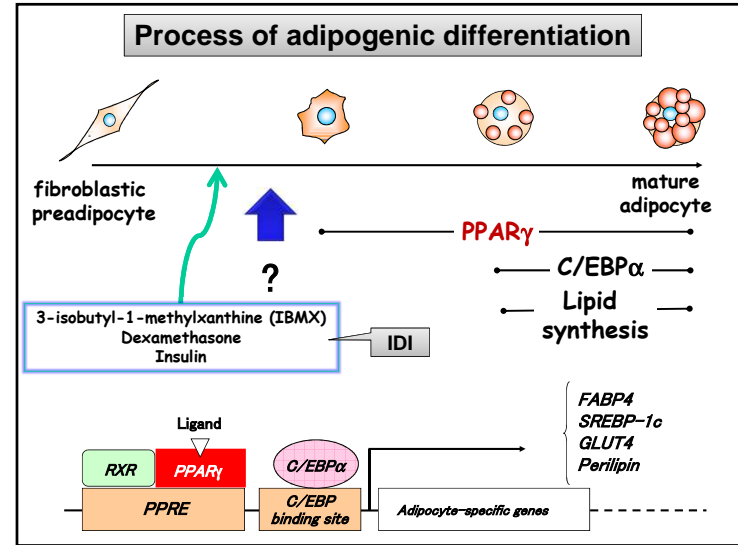 Process of adipogenic differentiation
fibroblastic
preadipocyte
mature
adipocyte
PPARγ
?
C/EBPα
Lipid
synthesis
3-isobutyl-1-methylxanthine (IBMX)
Dexamethasone
Insulin
IDI
FABP4
SREBP-1c
GLUT4
Perilipin
Ligand
RXR
PPARγ
C/EBPα
PPRE
C/EBP
binding site
Adipocyte-specific genes